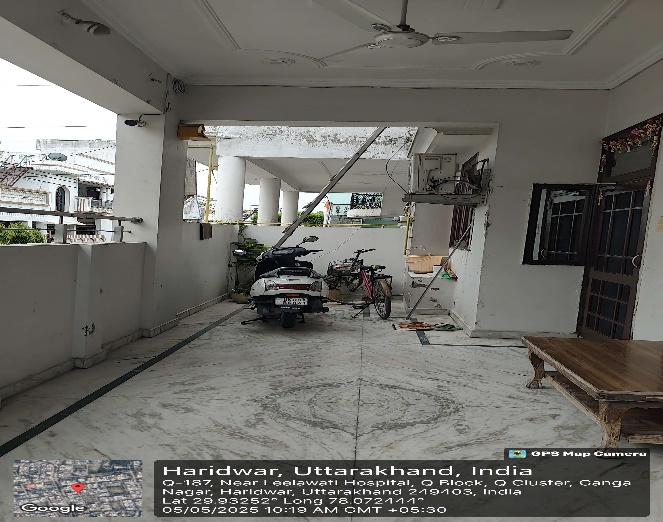 GPS Map Camera
Haridwar, Uttarakhand, India
Q-187, Near Leelawati Hospital, Q Block, Q Cluster, Ganga
Nagar, Haridwar, Uttarakhand 249403, India
Lat 29.93252° Long 78.072444°
05/05/2025 10:19 AM GMT +05:30
Google